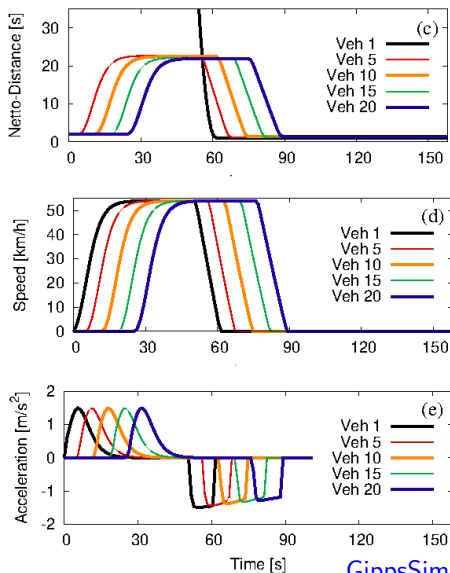 (c)
Netto-Distance [s]
30
20
10
0
Veh 1
Veh 5
Veh 10
Veh 15
Veh 20
0 30 60 90 120 150
(d)
Speed [km/h]
50
40
30
20
10
0
Veh 1
Veh 5
Veh 10
Veh 15
Veh 20
0 30 60 90 120 150
(e)
Acceleration [m/s²]
2
1
0
-1
-2
Veh 1
Veh 5
Veh 10
Veh 15
Veh 20
0 30 60 90 120 150
Time [s]
GippsSim